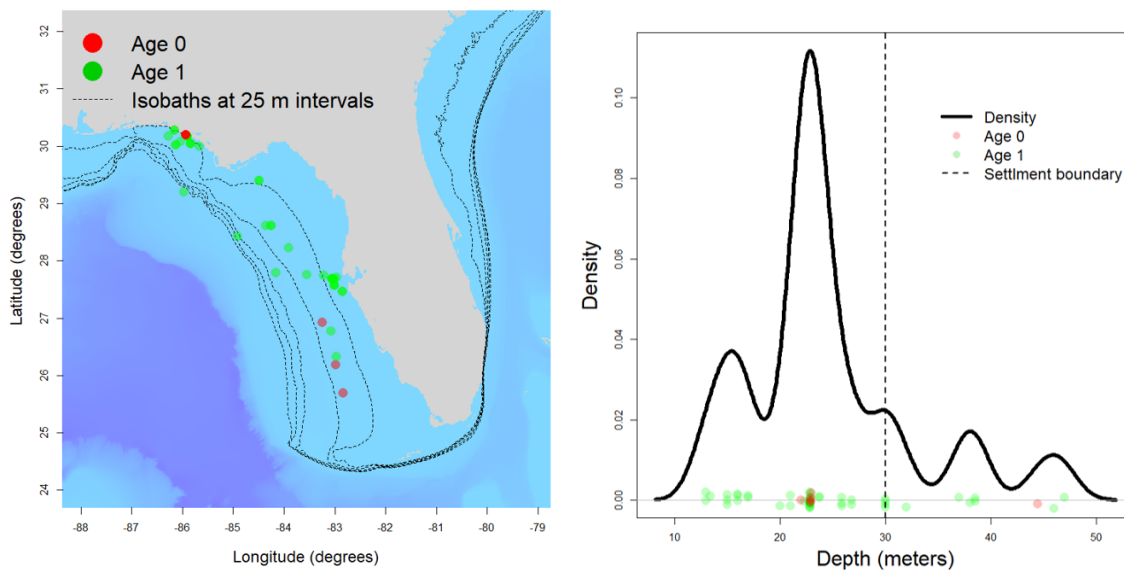 Age 0
Age 1
Isobaths at 25 m intervals
32
31
30
29
28
27
26
25
24
Latitude (degrees)
-88
-87
-86
-85
-84
-83
-82
-81
-80
-79
Longitude (degrees)
Density
Age 0
Age 1
Settlment boundary
0.10
0.08
0.06
0.04
0.02
0.00
Density
10
20
30
40
50
Depth (meters)